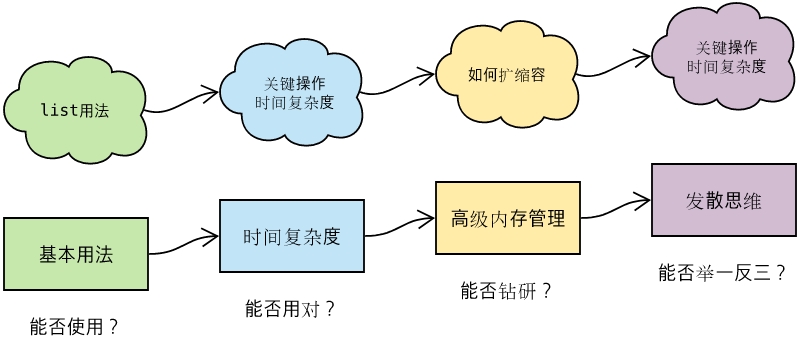 list用法
关键操作
时间复杂度
如何扩缩容
关键操作
时间复杂度
基本用法
时间复杂度
高级内存管理
发散思维
能否使用？
能否用对？
能否钻研？
能否举一反三？